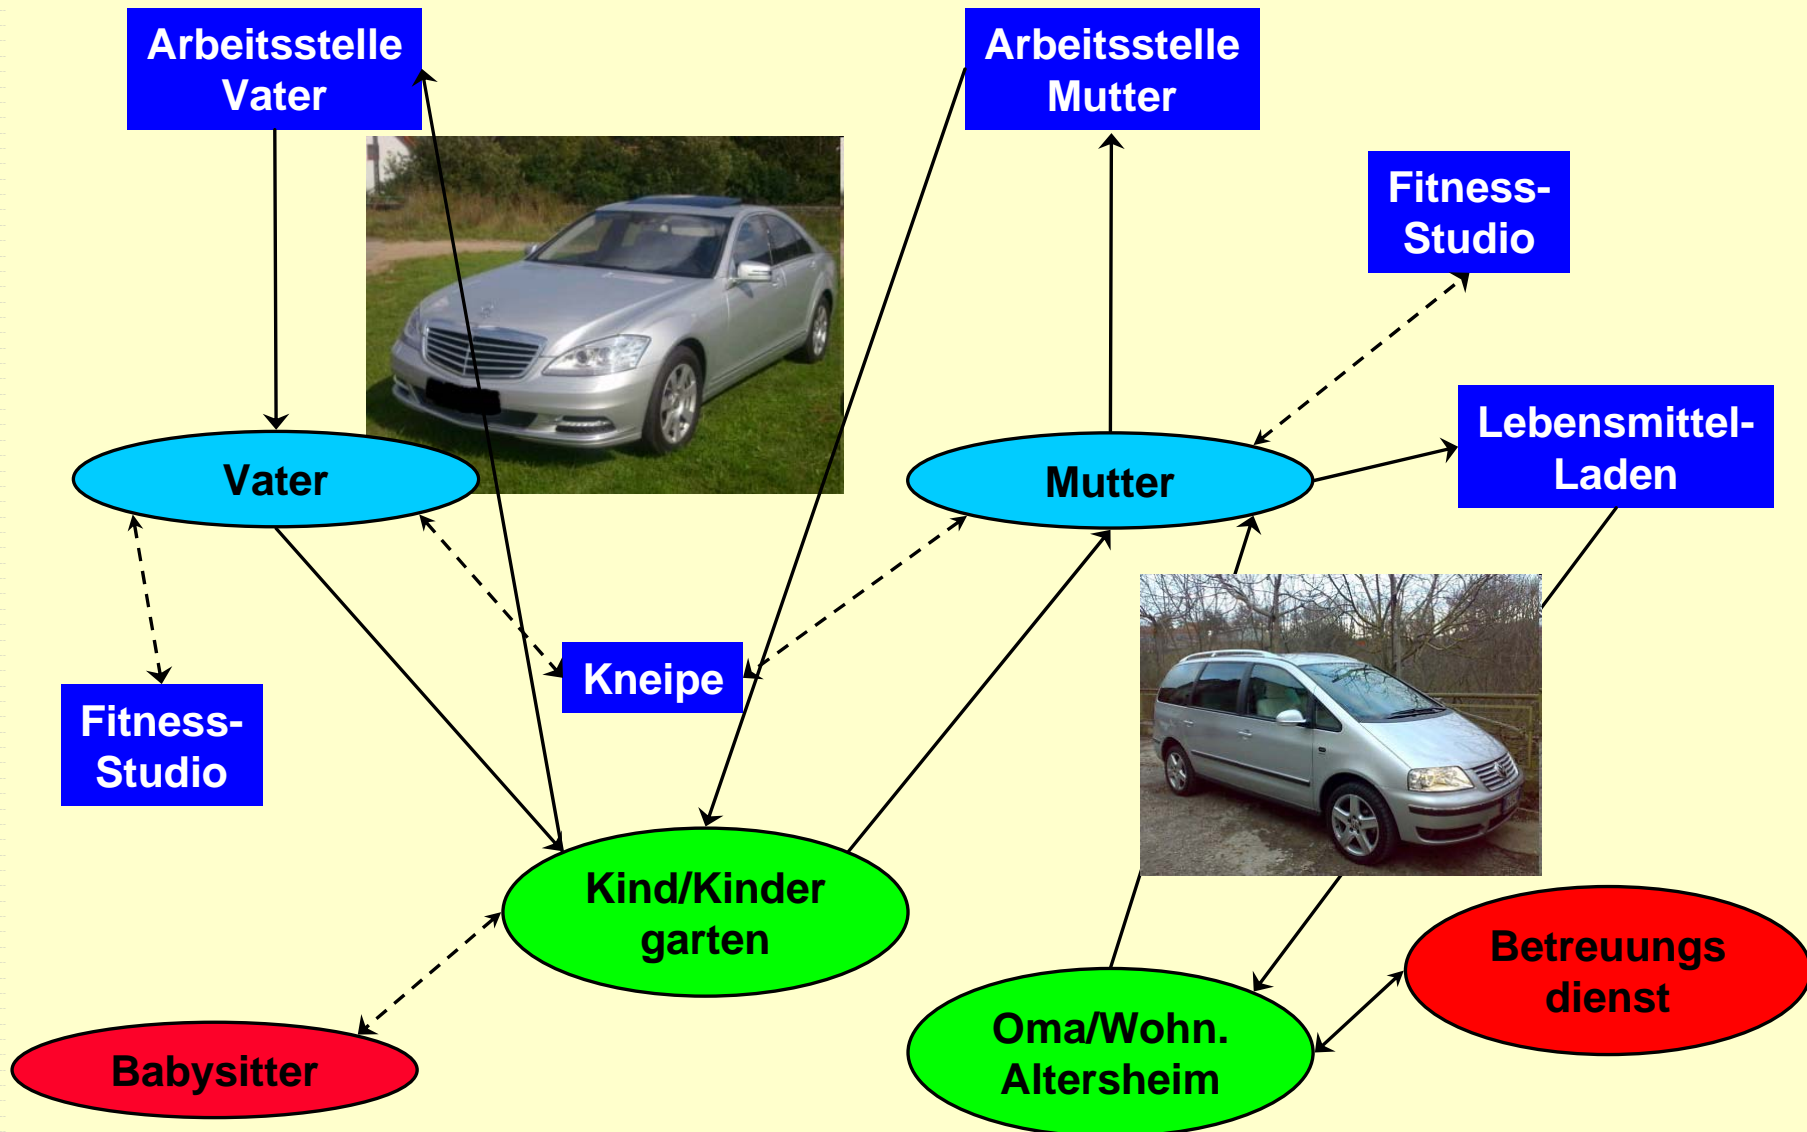 Arbeitsstelle
Vater
Arbeitsstelle
Mutter
Fitness-
Studio
Lebensmittel-
Laden
Vater
Mutter
Kneipe
Fitness-
Studio
Kind/Kinder
garten
Betreuungs
dienst
Oma/Wohn.
Altersheim
Babysitter